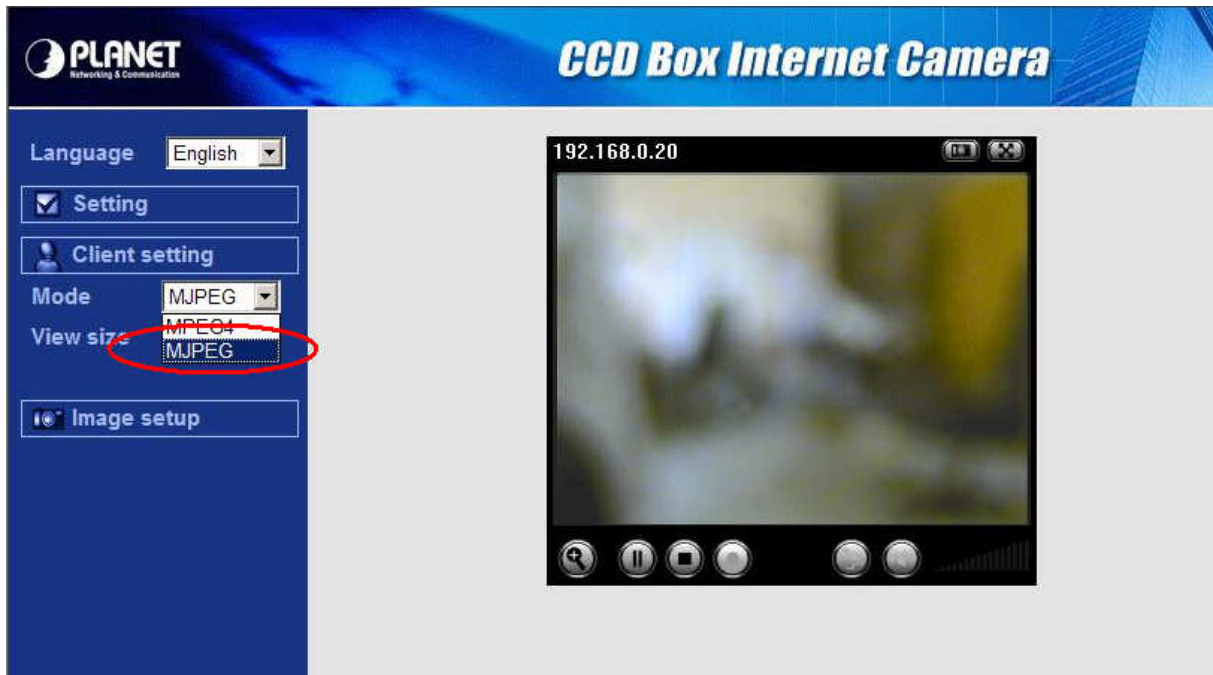 PLANET
Networking & Communication
CCD Box Internet Camera
Language English
Setting
Client setting
Mode MJPEG
MPEG4
View size
MJPEG
Image setup
192.168.0.20